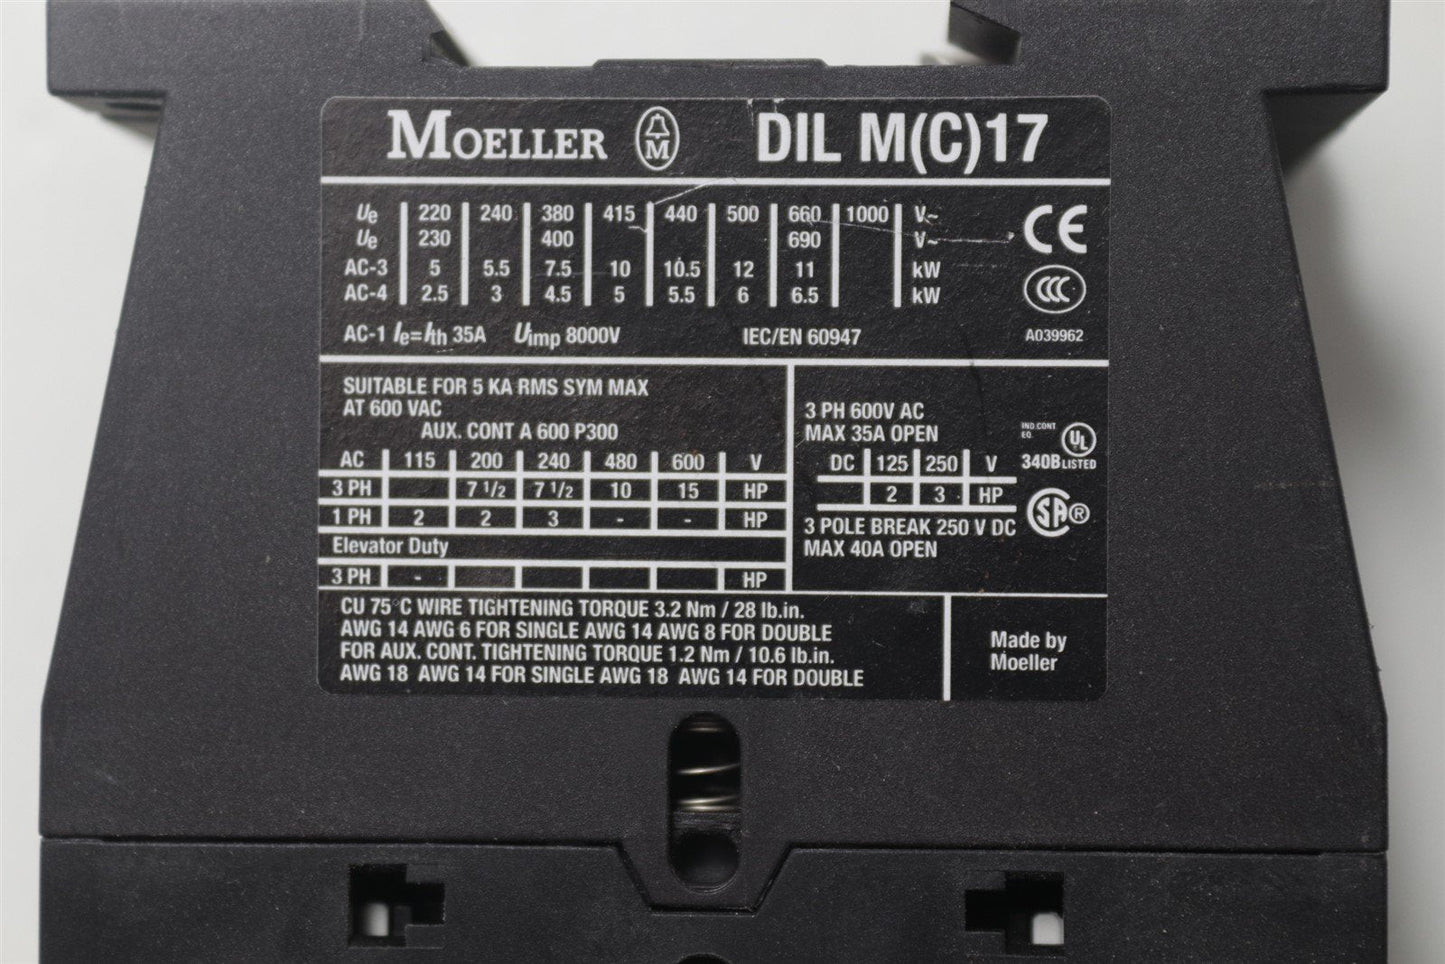 MOELLER M DIL M(C)17
Ue 220 240 380 415 440 500 660 1000 V~
Ue 230 400 690 V~
AC-3 5 5.5 7.5 10 10.5 12 11 kW
AC-4 2.5 3 4.5 5 5.5 6 6.5 kW
AC-1 Ie=Ith 35A Uimp 8000V IEC/EN 60947
CE
CCC
A039962
SUITABLE FOR 5 KA RMS SYM MAX
AT 600 VAC
AUX. CONT A 600 P300
AC 115 200 240 480 600 V
3 PH 7 1/2 7 1/2 10 15 HP
1 PH 2 2 3 - - HP
Elevator Duty
3 PH - HP
3 PH 600V AC
MAX 35A OPEN
DC 125 250 V
2 3 HP
3 POLE BREAK 250 V DC
MAX 40A OPEN
IND.CONT
EQ.
UL
340B LISTED
SA®
CU 75°C WIRE TIGHTENING TORQUE 3.2 Nm / 28 lb.in.
AWG 14 AWG 6 FOR SINGLE AWG 14 AWG 8 FOR DOUBLE
FOR AUX. CONT. TIGHTENING TORQUE 1.2 Nm / 10.6 lb.in.
AWG 18 AWG 14 FOR SINGLE AWG 18 AWG 14 FOR DOUBLE
Made by
Moeller